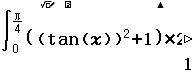 ∫₀^(π/4) ((tan(x))²+1)×2▷
1